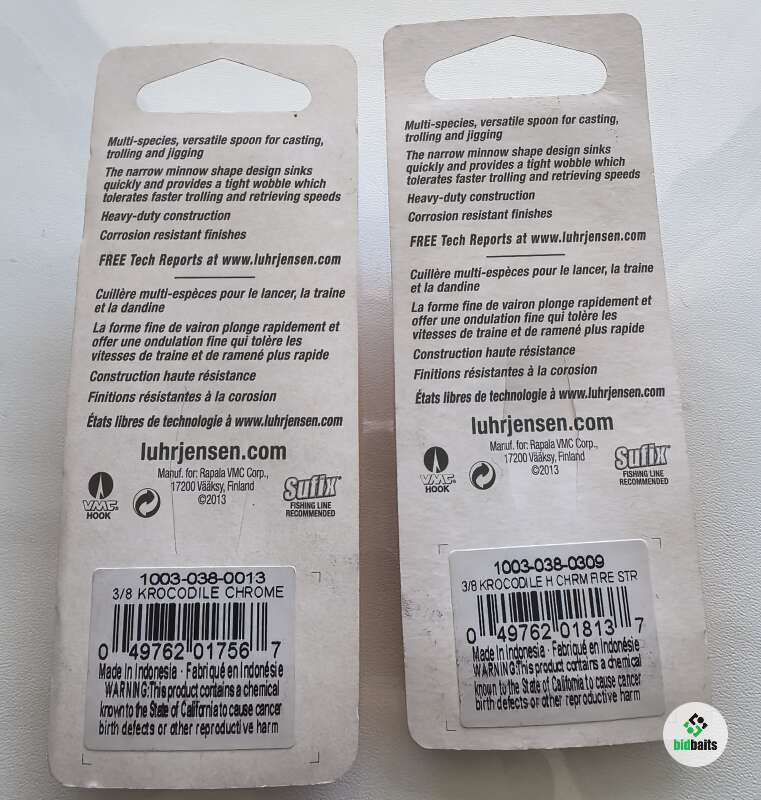 Multi-species, versatile spoon for casting,
trolling and jigging
The narrow minnow shape design sinks
quickly and provides a tight wobble which
tolerates faster trolling and retrieving speeds
Heavy-duty construction
Corrosion resistant finishes
FREE Tech Reports at www.luhrjensen.com
Cuillère multi-espèces pour le lancer, la traine
et la dandine
La forme fine de vairon plonge rapidement et
offer une ondulation fine qui tolère les
vitesses de traine et de ramené plus rapide
Construction haute résistance
Finitions résistantes à la corosion
États libres de technologie à www.luhrjensen.com
luhrjensen.com
Manuf. for: Rapala VMC Corp.,
17200 Vääksy, Finland
©2013
VMC
HOOK
Sufix
FISHING LINE
RECOMMENDED
1003-038-0013
3/8 KROCODILE CHROME
0 49762 01756 7
Made In Indonesia · Fabriqué en Indonésie
WARNING:This product contains a chemical
known to the State of California to cause cancer
birth defects or other reproductive harm
Multi-species, versatile spoon for casting,
trolling and jigging
The narrow minnow shape design sinks
quickly and provides a tight wobble which
tolerates faster trolling and retrieving speeds
Heavy-duty construction
Corrosion resistant finishes
FREE Tech Reports at www.luhrjensen.com
Cuillère multi-espèces pour le lancer, la traine
et la dandine
La forme fine de vairon plonge rapidement et
offer une ondulation fine qui tolère les
vitesses de traine et de ramené plus rapide
Construction haute résistance
Finitions résistantes à la corosion
États libres de technologie à www.luhrjensen.com
luhrjensen.com
Manuf. for: Rapala VMC Corp.,
17200 Vääksy, Finland
©2013
VMC
HOOK
Sufix
FISHING LINE
RECOMMENDED
1003-038-0309
3/8 KROCODILE H CHRM FIRE STR
0 49762 01813 7
Made In Indonesia · Fabriqué en Indonésie
WARNING:This product contains a chemical
known to the State of California to cause cancer
birth defects or other reproductive harm
bidbaits